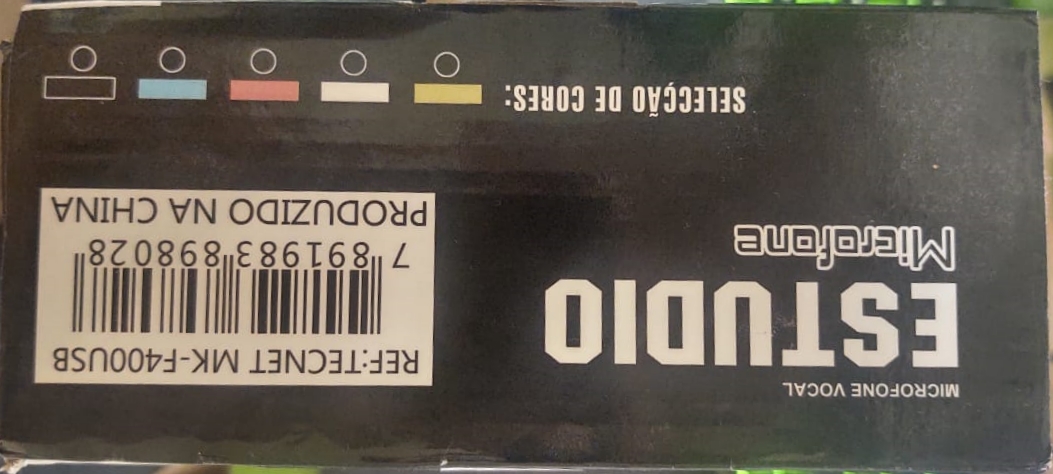 MICROFONE VOCAL
ESTUDIO
Microfone
REF:TECNET MK-F400USB
7 891983 898028
PRODUZIDO NA CHINA
SELECÇÃO DE CORES: